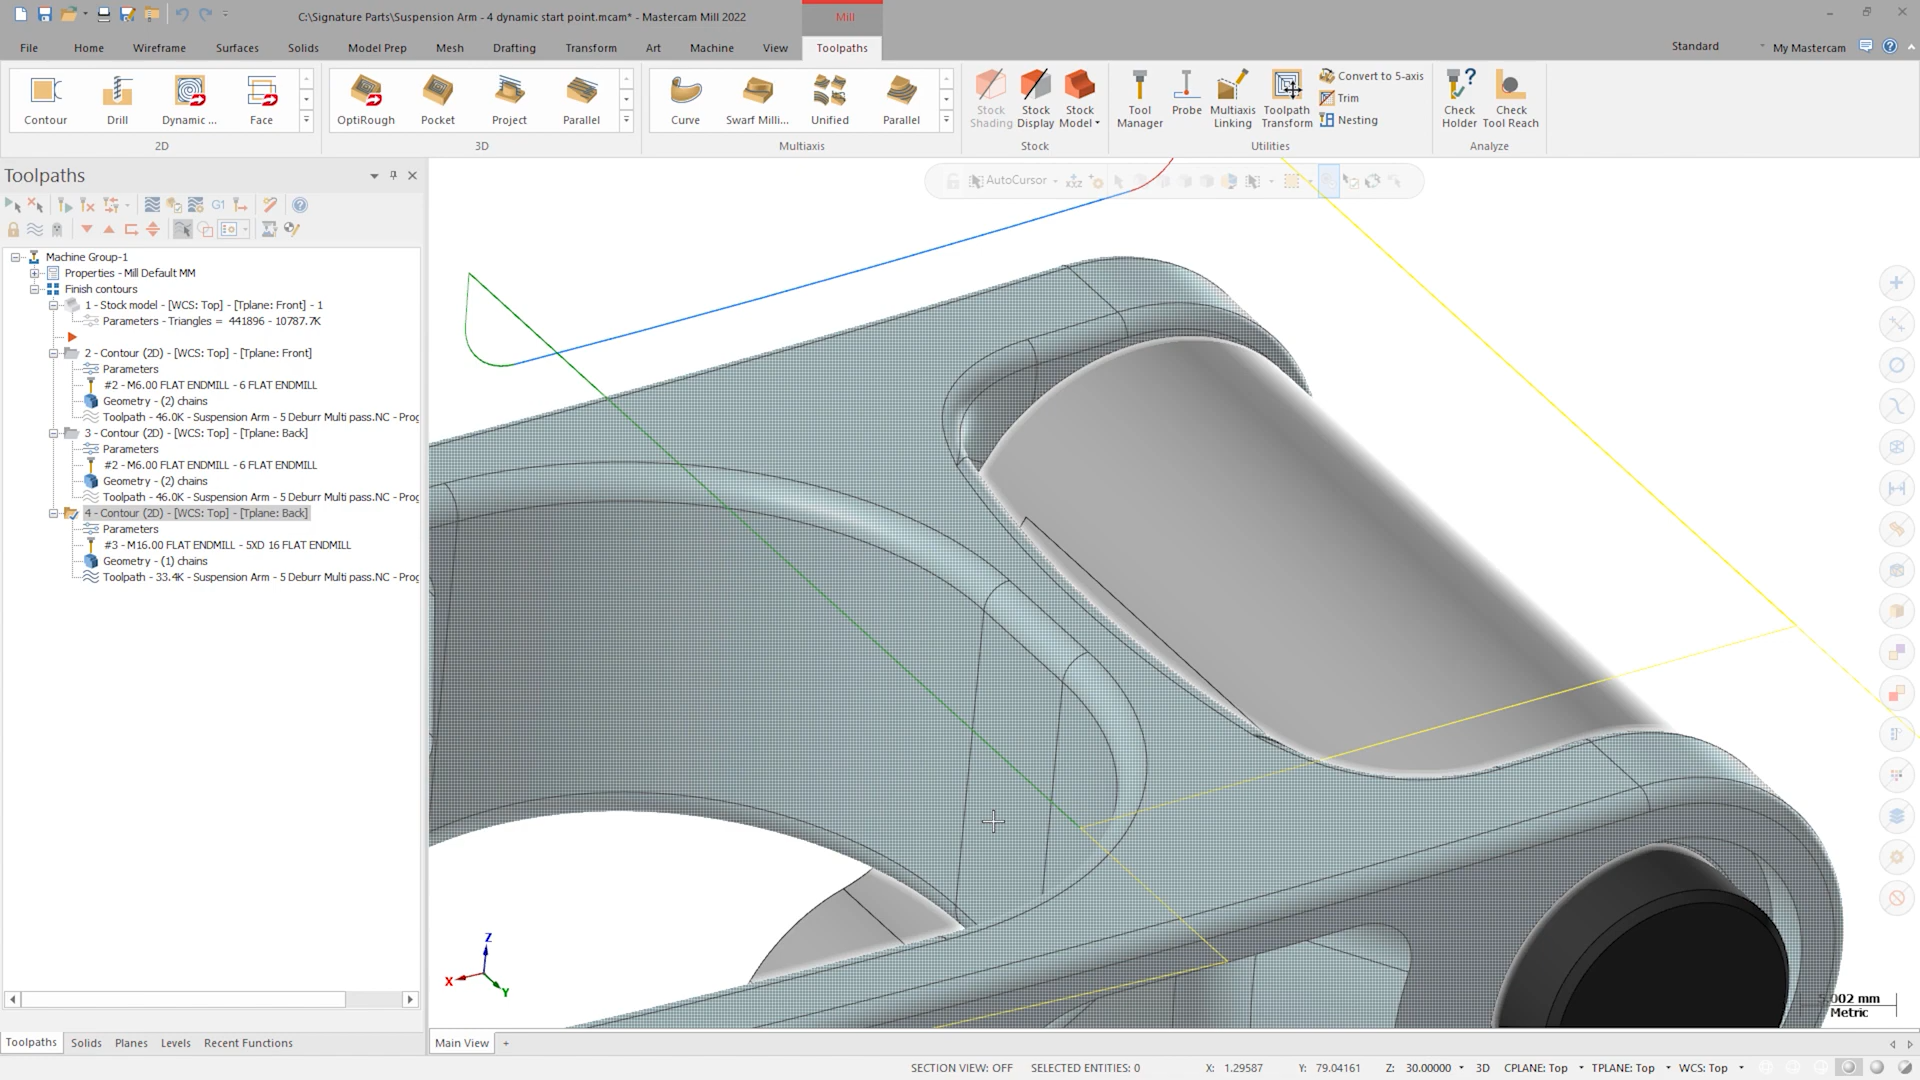 C:\Signature Parts\Suspension Arm - 4 dynamic start point.mcam* - Mastercam Mill 2022
Mill
File Home Wireframe Surfaces Solids Model Prep Mesh Drafting Transform Art Machine View Toolpaths
Standard My Mastercam
Contour Drill Dynamic ... Face
2D
OptiRough Pocket Project Parallel
3D
Curve Swarf Milli... Unified Parallel
Multiaxis
Stock Shading
Stock Display
Stock Model
Stock
Tool Manager
Probe
Multiaxis Linking
Toolpath Transform
Convert to 5-axis
Trim
Nesting
Utilities
Check Holder
Check Tool Reach
Analyze
Toolpaths
AutoCursor
G1
Machine Group-1
Properties - Mill Default MM
Finish contours
1 - Stock model - [WCS: Top] - [Tplane: Front] - 1
Parameters - Triangles = 441896 - 10787.7K
2 - Contour (2D) - [WCS: Top] - [Tplane: Front]
Parameters
#2 - M6.00 FLAT ENDMILL - 6 FLAT ENDMILL
Geometry - (2) chains
Toolpath - 46.0K - Suspension Arm - 5 Deburr Multi pass.NC - Prog
3 - Contour (2D) - [WCS: Top] - [Tplane: Back]
Parameters
#2 - M6.00 FLAT ENDMILL - 6 FLAT ENDMILL
Geometry - (2) chains
Toolpath - 46.0K - Suspension Arm - 5 Deburr Multi pass.NC - Prog
4 - Contour (2D) - [WCS: Top] - [Tplane: Back]
Parameters
#3 - M16.00 FLAT ENDMILL - 5XD 16 FLAT ENDMILL
Geometry - (1) chains
Toolpath - 33.4K - Suspension Arm - 5 Deburr Multi pass.NC - Prog
Z
X
Y
mm
Metric
Toolpaths Solids Planes Levels Recent Functions
Main View +
SECTION VIEW: OFF SELECTED ENTITIES: 0 X: 1.29587 Y: 79.04161 Z: 30.00000 3D CPLANE: Top TPLANE: Top WCS: Top